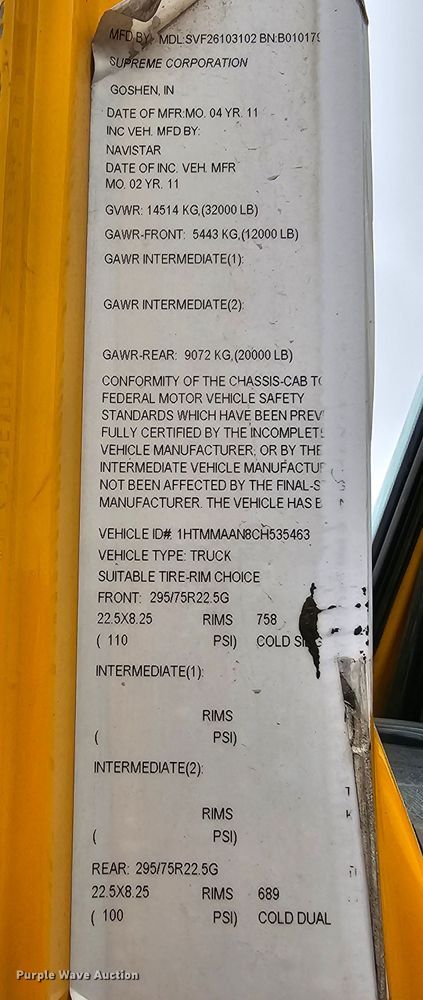 MFD BY: MDL:SVF26103102 BN:B010179
SUPREME CORPORATION
GOSHEN, IN
DATE OF MFR:MO. 04 YR. 11
INC VEH. MFD BY:
NAVISTAR
DATE OF INC. VEH. MFR
MO. 02 YR. 11
GVWR: 14514 KG,(32000 LB)
GAWR-FRONT: 5443 KG,(12000 LB)
GAWR INTERMEDIATE(1):
GAWR INTERMEDIATE(2):
GAWR-REAR: 9072 KG,(20000 LB)
CONFORMITY OF THE CHASSIS-CAB TO
FEDERAL MOTOR VEHICLE SAFETY
STANDARDS WHICH HAVE BEEN PREV
FULLY CERTIFIED BY THE INCOMPLETE
VEHICLE MANUFACTURER, OR BY THE
INTERMEDIATE VEHICLE MANUFACTUR
NOT BEEN AFFECTED BY THE FINAL-S
MANUFACTURER. THE VEHICLE HAS B
VEHICLE ID#: 1HTMMAAN8CH535463
VEHICLE TYPE: TRUCK
SUITABLE TIRE-RIM CHOICE
FRONT: 295/75R22.5G
22.5X8.25 RIMS 758
( 110 PSI) COLD
INTERMEDIATE(1):
RIMS
( PSI)
INTERMEDIATE(2):
RIMS
( PSI)
REAR: 295/75R22.5G
22.5X8.25 RIMS 689
( 100 PSI) COLD DUAL
Purple Wave Auction